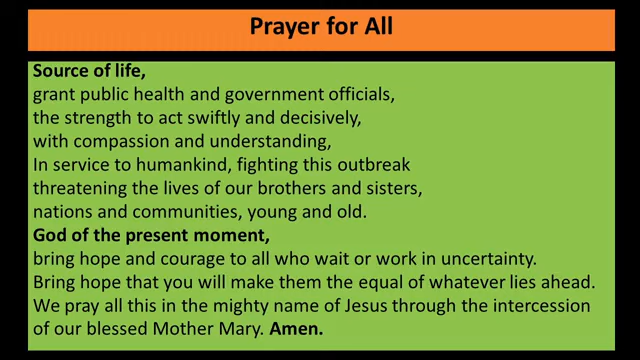 Prayer for All
Source of life,
grant public health and government officials,
the strength to act swiftly and decisively,
with compassion and understanding,
In service to humankind, fighting this outbreak
threatening the lives of our brothers and sisters,
nations and communities, young and old.
God of the present moment,
bring hope and courage to all who wait or work in uncertainty.
Bring hope that you will make them the equal of whatever lies ahead.
We pray all this in the mighty name of Jesus through the intercession
of our blessed Mother Mary. Amen.